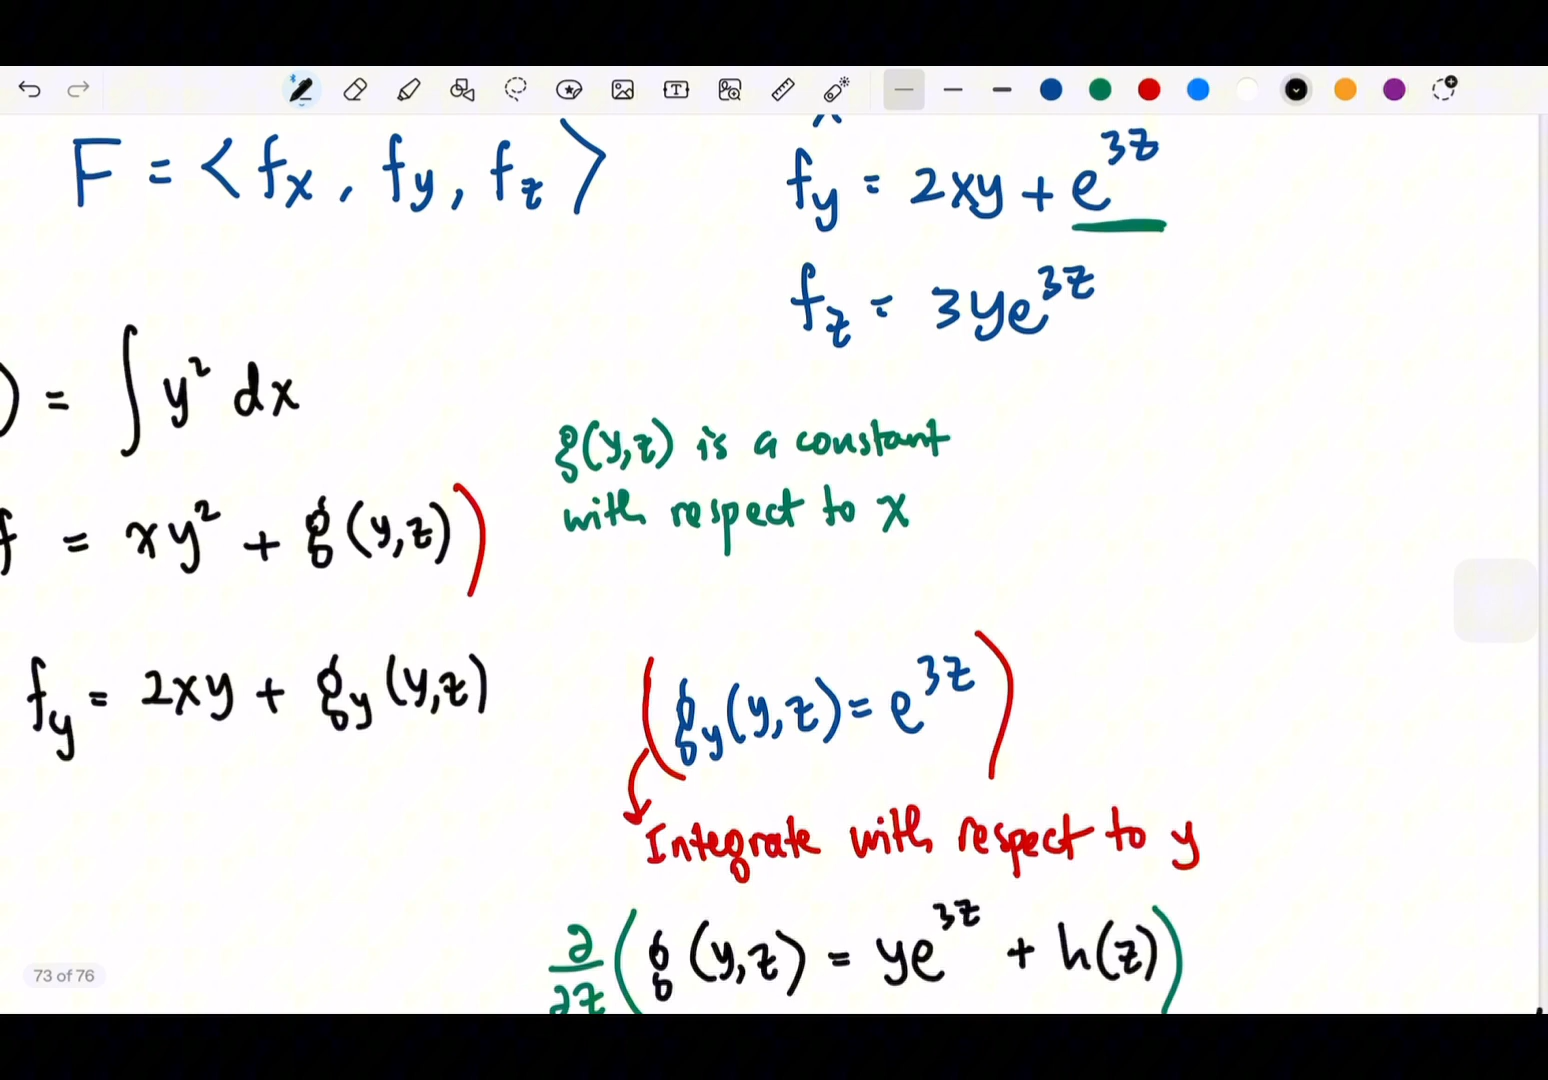 F = < fx , fy , fz >
fy = 2xy + e^3z
fz = 3ye^3z
) = ∫ y² dx
g(y,z) is a constant
with respect to x
f = xy² + g(y,z) )
fy = 2xy + gy (y,z)
( gy(y,z) = e^3z )
Integrate with respect to y
∂/∂z ( g (y,z) = ye^3z + h(z) )
73 of 76